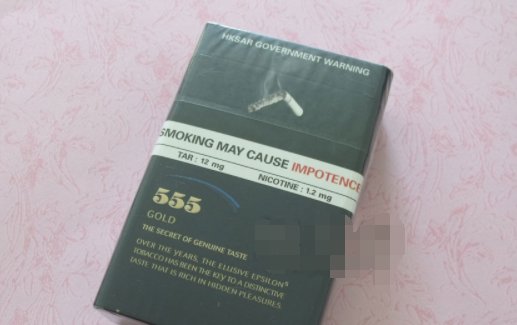 HKSAR GOVERNMENT WARNING
SMOKING MAY CAUSE IMPOTENCE
TAR : 12 mg NICOTINE : 1.2 mg
555
GOLD
THE SECRET OF GENUINE TASTE
OVER THE YEARS, THE ELUSIVE EPSILON5
TOBACCO HAS BEEN THE KEY TO A DISTINCTIVE
TASTE THAT IS RICH IN HIDDEN PLEASURES